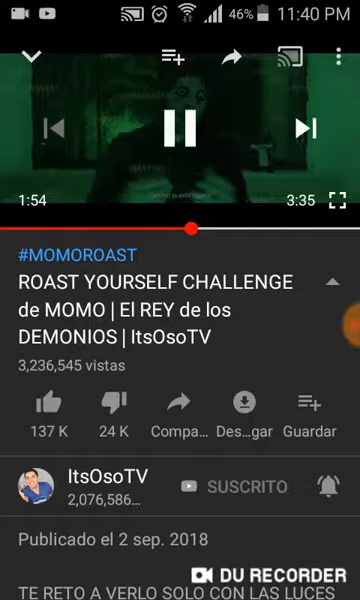 46% 11:40 PM
1:54
3:35
#MOMOROAST
ROAST YOURSELF CHALLENGE
de MOMO | El REY de los
DEMONIOS | ItsOsoTV
3,236,545 vistas
137 K
24 K
Compa...
Des...gar
Guardar
ItsOsoTV
2,076,586...
SUSCRITO
Publicado el 2 sep. 2018
DU RECORDER
TE RETO A VERLO SOLO CON LAS LUCES